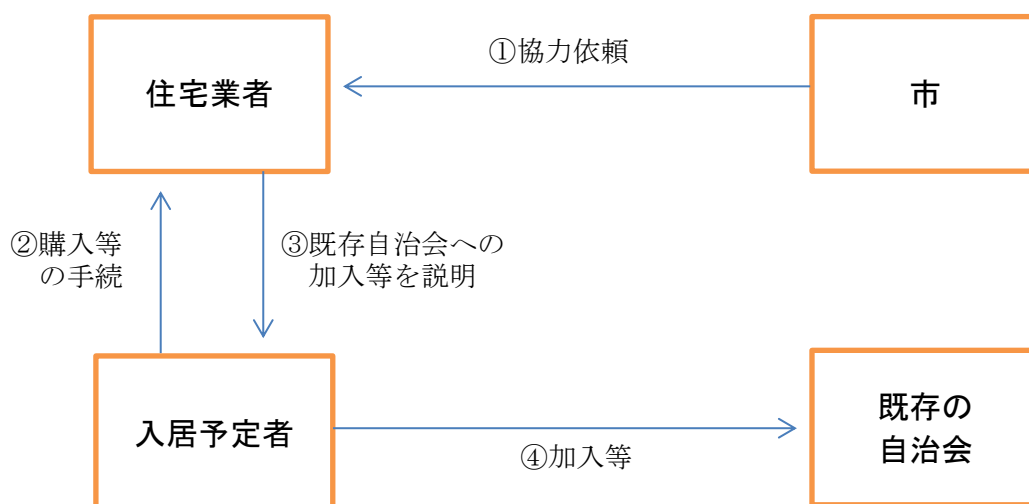 ①協力依頼
住宅業者
市
②購入等
の手続
③既存自治会への
加入等を説明
入居予定者
既存の
自治会
④加入等